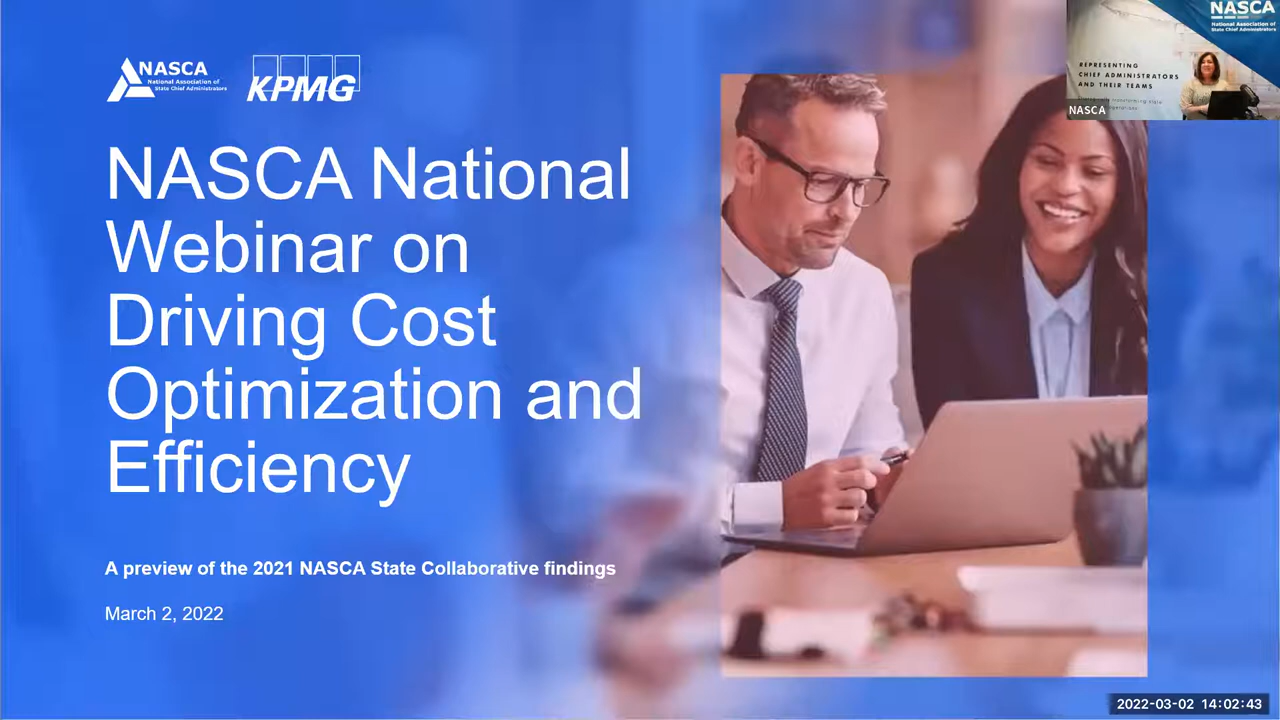 NASCA
National Association of
State Chief Administrators
KPMG
NASCA National
Webinar on
Driving Cost
Optimization and
Efficiency
A preview of the 2021 NASCA State Collaborative findings
March 2, 2022
NASCA
National Association of
State Chief Administrators
REPRESENTING
CHIEF ADMINISTRATORS
AND THEIR TEAMS
transforming state
NASCA
2022-03-02 14:02:43